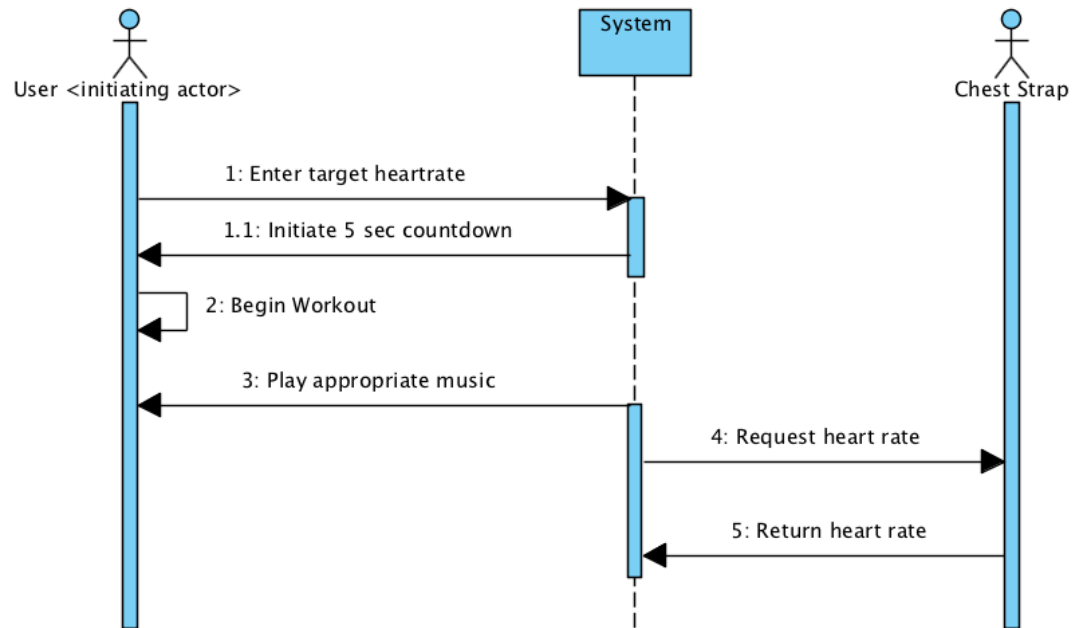 System
User <initiating actor>
Chest Strap
1: Enter target heartrate
1.1: Initiate 5 sec countdown
2: Begin Workout
3: Play appropriate music
4: Request heart rate
5: Return heart rate